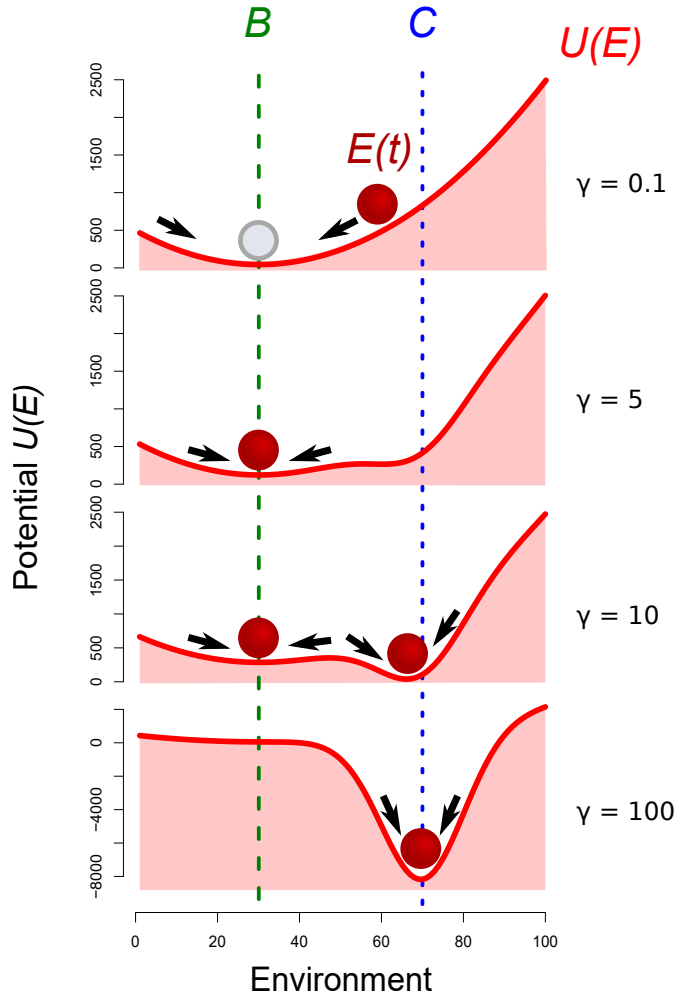 B C U(E)
E(t)
2500
1500
500
0
γ = 0.1
2500
1500
500
0
γ = 5
2500
1500
500
0
γ = 10
0
−4000
−8000
γ = 100
Potential U(E)
0 20 40 60 80 100
Environment